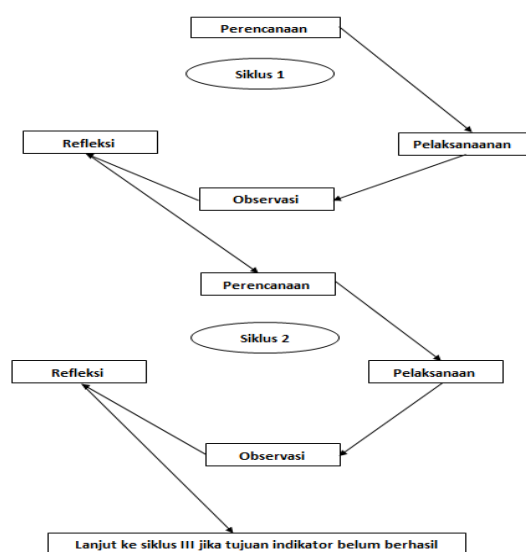 Perencanaan
Siklus 1
Pelaksanaanan
Refleksi
Observasi
Perencanaan
Siklus 2
Refleksi
Pelaksanaan
Observasi
Lanjut ke siklus III jika tujuan indikator belum berhasil